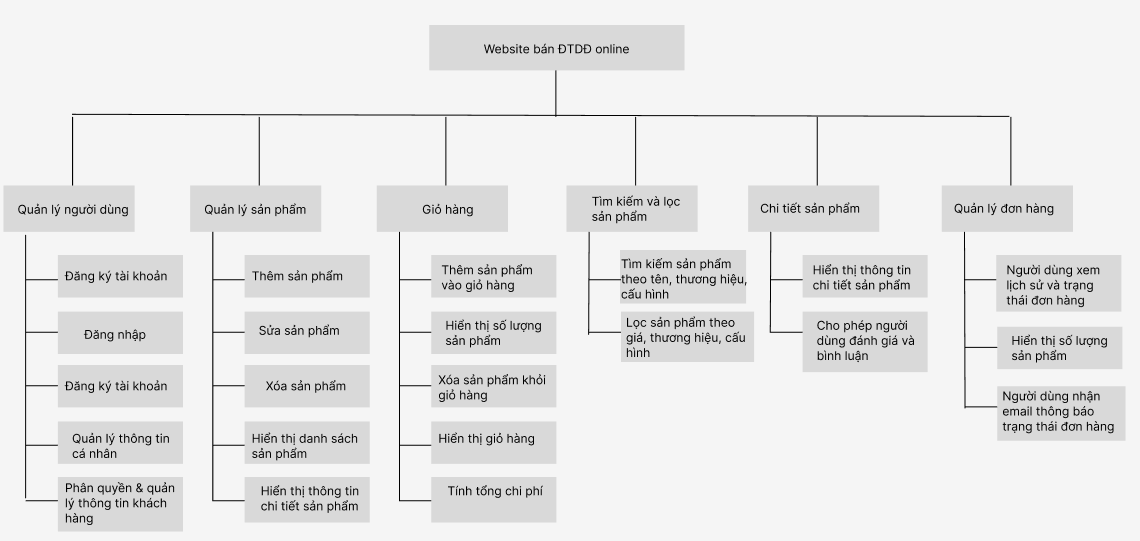 Website bán ĐTDĐ online
Quản lý người dùng
Quản lý sản phẩm
Giỏ hàng
Tìm kiếm và lọc
sản phẩm
Chi tiết sản phẩm
Quản lý đơn hàng
Đăng ký tài khoản
Đăng nhập
Đăng ký tài khoản
Quản lý thông tin
cá nhân
Phân quyền & quản
lý thông tin khách
hàng
Thêm sản phẩm
Sửa sản phẩm
Xóa sản phẩm
Hiển thị danh sách
sản phẩm
Hiển thị thông tin
chi tiết sản phẩm
Thêm sản phẩm
vào giỏ hàng
Hiển thị số lượng
sản phẩm
Xóa sản phẩm khỏi
giỏ hàng
Hiển thị giỏ hàng
Tính tổng chi phí
Tìm kiếm sản phẩm
theo tên, thương hiệu,
cấu hình
Lọc sản phẩm theo
giá, thương hiệu, cấu
hình
Hiển thị thông tin
chi tiết sản phẩm
Cho phép người
dùng đánh giá và
bình luận
Người dùng xem
lịch sử và trạng
thái đơn hàng
Hiển thị số lượng
sản phẩm
Người dùng nhận
email thông báo
trạng thái đơn hàng